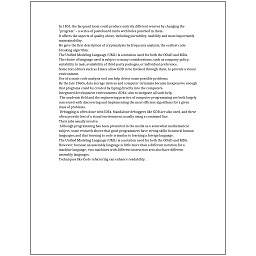 In 1801, the Jacquard loom could produce entirely different weaves by changing the
"program" – a series of pasteboard cards with holes punched in them.
It affects the aspects of quality above, including portability, usability and most importantly
maintainability.
He gave the first description of cryptanalysis by frequency analysis, the earliest code-
breaking algorithm.
The Unified Modeling Language (UML) is a notation used for both the OOAD and MDA.
The choice of language used is subject to many considerations, such as company policy,
suitability to task, availability of third-party packages, or individual preference.
Some text editors such as Emacs allow GDB to be invoked through them, to provide a visual
environment.
Use of a static code analysis tool can help detect some possible problems.
By the late 1960s, data storage devices and computer terminals became inexpensive enough
that programs could be created by typing directly into the computers.
Integrated development environments (IDEs) aim to integrate all such help.
The academic field and the engineering practice of computer programming are both largely
concerned with discovering and implementing the most efficient algorithms for a given
class of problems.
Debugging is often done with IDEs. Standalone debuggers like GDB are also used, and these
often provide less of a visual environment, usually using a command line.
Their jobs usually involve:
Although programming has been presented in the media as a somewhat mathematical
subject, some research shows that good programmers have strong skills in natural human
languages, and that learning to code is similar to learning a foreign language.
The Unified Modeling Language (UML) is a notation used for both the OOAD and MDA.
However, because an assembly language is little more than a different notation for a
machine language, two machines with different instruction sets also have different
assembly languages.
Techniques like Code refactoring can enhance readability.